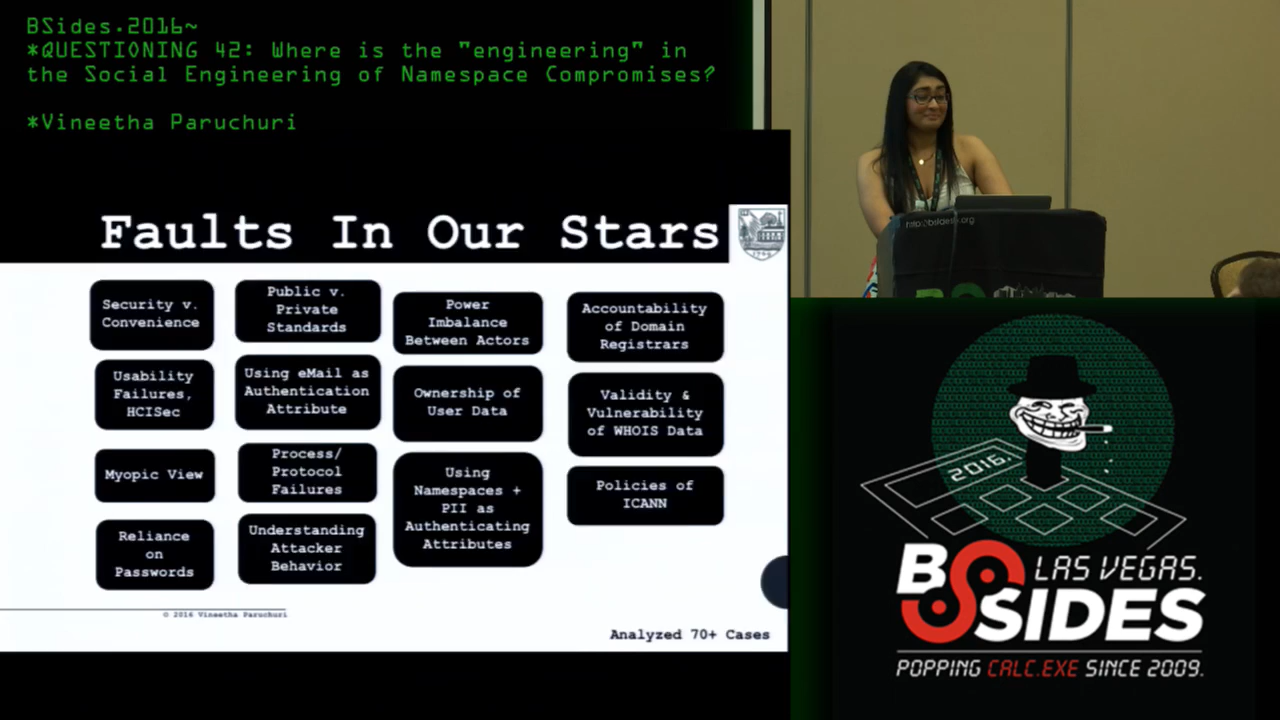 BSides.2016~
*QUESTIONING 42: Where is the "engineering" in
the Social Engineering of Namespace Compromises?
*Vineetha Paruchuri
Faults In Our Stars
Security v.
Convenience
Usability
Failures,
HCISec
Myopic View
Reliance
on
Passwords
Public v.
Private
Standards
Using eMail as
Authentication
Attribute
Process/
Protocol
Failures
Understanding
Attacker
Behavior
Power
Imbalance
Between Actors
Ownership of
User Data
Using
Namespaces +
PII as
Authenticating
Attributes
Accountability
of Domain
Registrars
Validity &
Vulnerability
of WHOIS Data
Policies of
ICANN
© 2016 Vineetha Paruchuri
Analyzed 70+ Cases
2016.
BSIDES
LAS VEGAS.
POPPING CALC.EXE SINCE 2009.